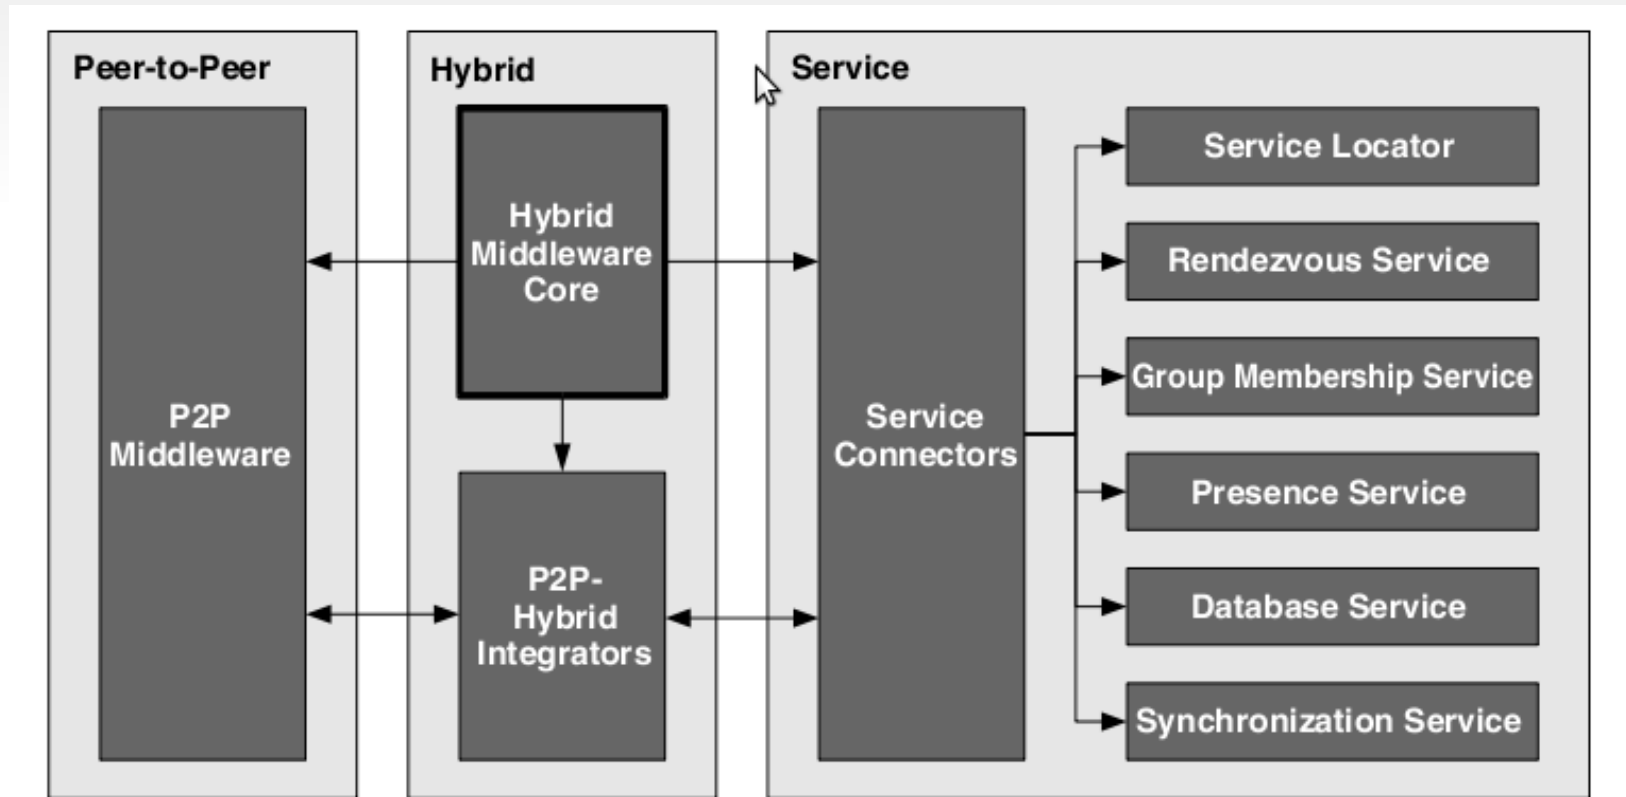 Peer-to-Peer
P2P
Middleware
Hybrid
Hybrid
Middleware
Core
P2P-
Hybrid
Integrators
Service
Service
Connectors
Service Locator
Rendezvous Service
Group Membership Service
Presence Service
Database Service
Synchronization Service